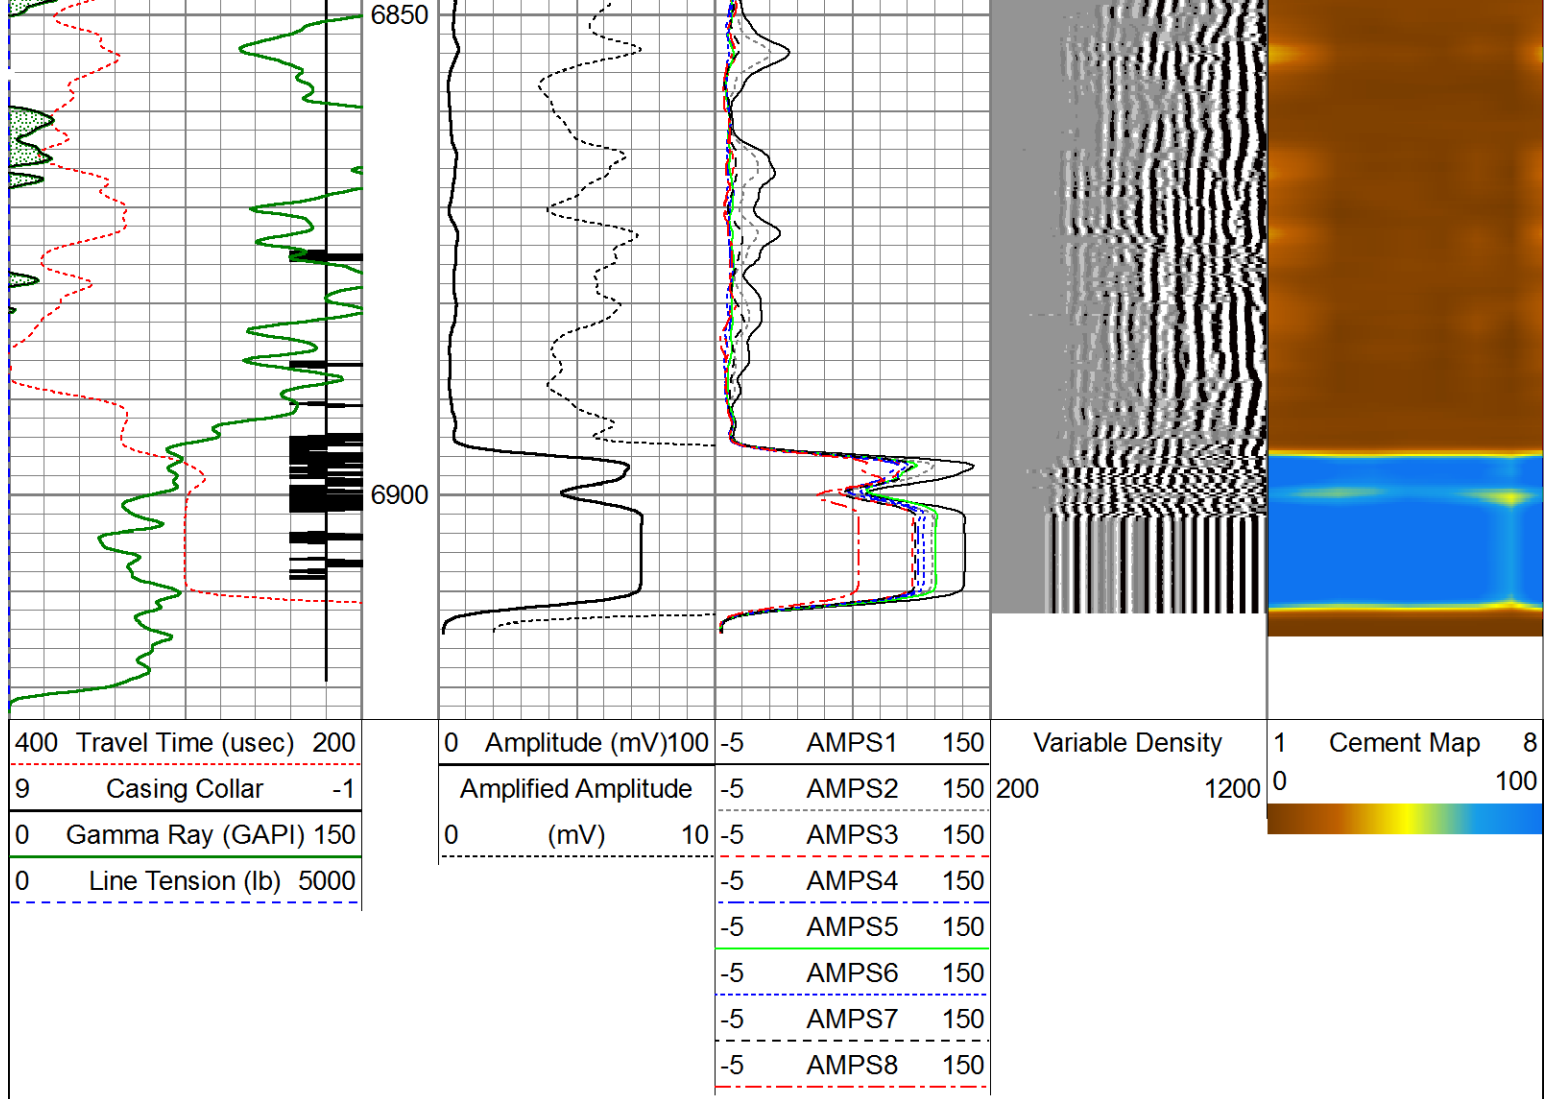 6850
6900
400 Travel Time (usec) 200
9 Casing Collar -1
0 Gamma Ray (GAPI) 150
0 Line Tension (lb) 5000
0 Amplitude (mV)100
Amplified Amplitude
0 (mV) 10
-5 AMPS1 150
-5 AMPS2 150
-5 AMPS3 150
-5 AMPS4 150
-5 AMPS5 150
-5 AMPS6 150
-5 AMPS7 150
-5 AMPS8 150
Variable Density
200 1200
1 Cement Map 8
0 100